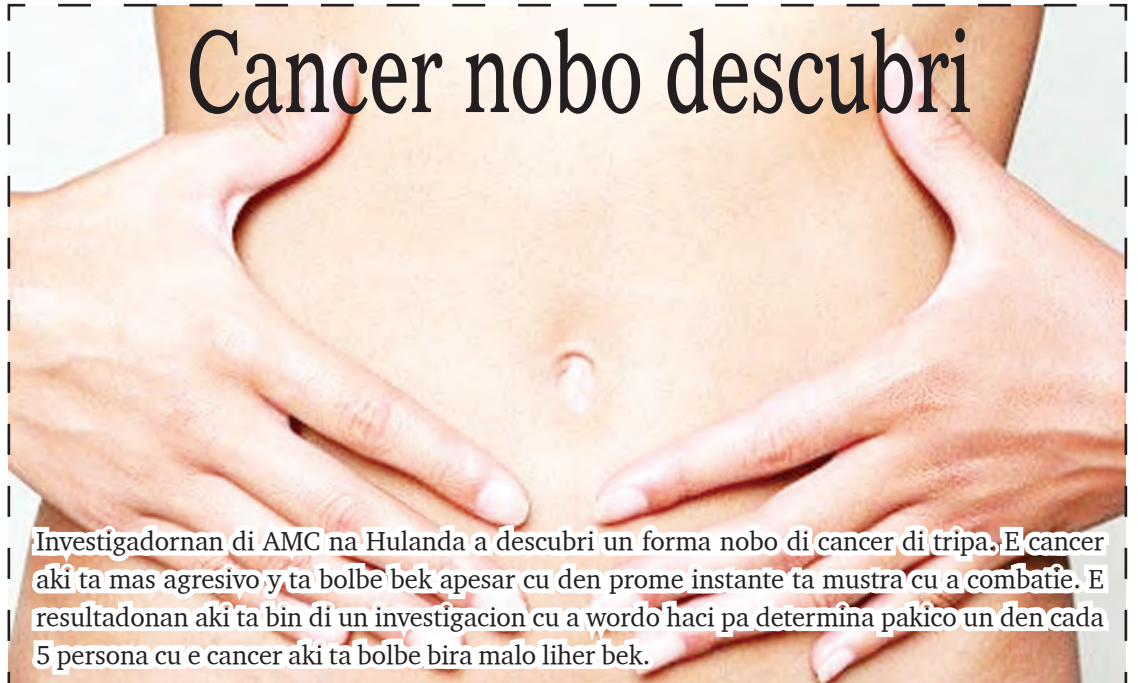 Cancer nobo descubri
Investigadornan di AMC na Hulanda a descubri un forma nobo di cancer di tripa. E cancer
aki ta mas agresivo y ta bolbe bek apesar cu den prome instante ta mustra cu a combatie. E
resultadonan aki ta bin di un investigacion cu a wordo haci pa determina pakico un den cada
5 persona cu e cancer aki ta bolbe bira malo liher bek.